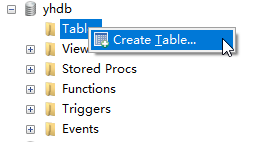 yhdb
Tabl
Create Table...
View
Stored Procs
Functions
Triggers
Events